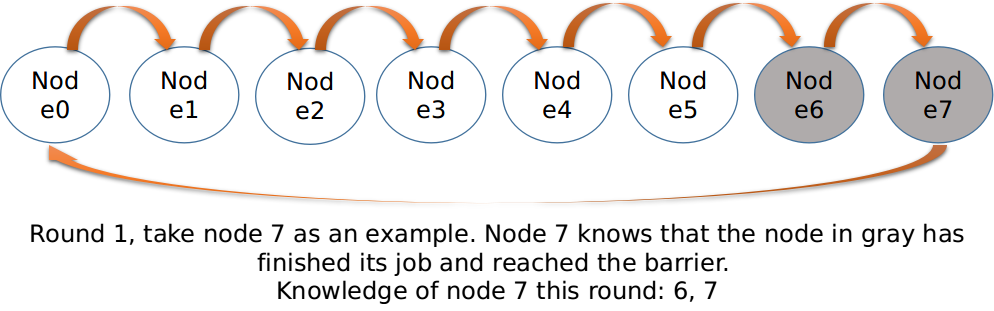 Nod
e0
Nod
e1
Nod
e2
Nod
e3
Nod
e4
Nod
e5
Nod
e6
Nod
e7
Round 1, take node 7 as an example. Node 7 knows that the node in gray has
finished its job and reached the barrier.
Knowledge of node 7 this round: 6, 7